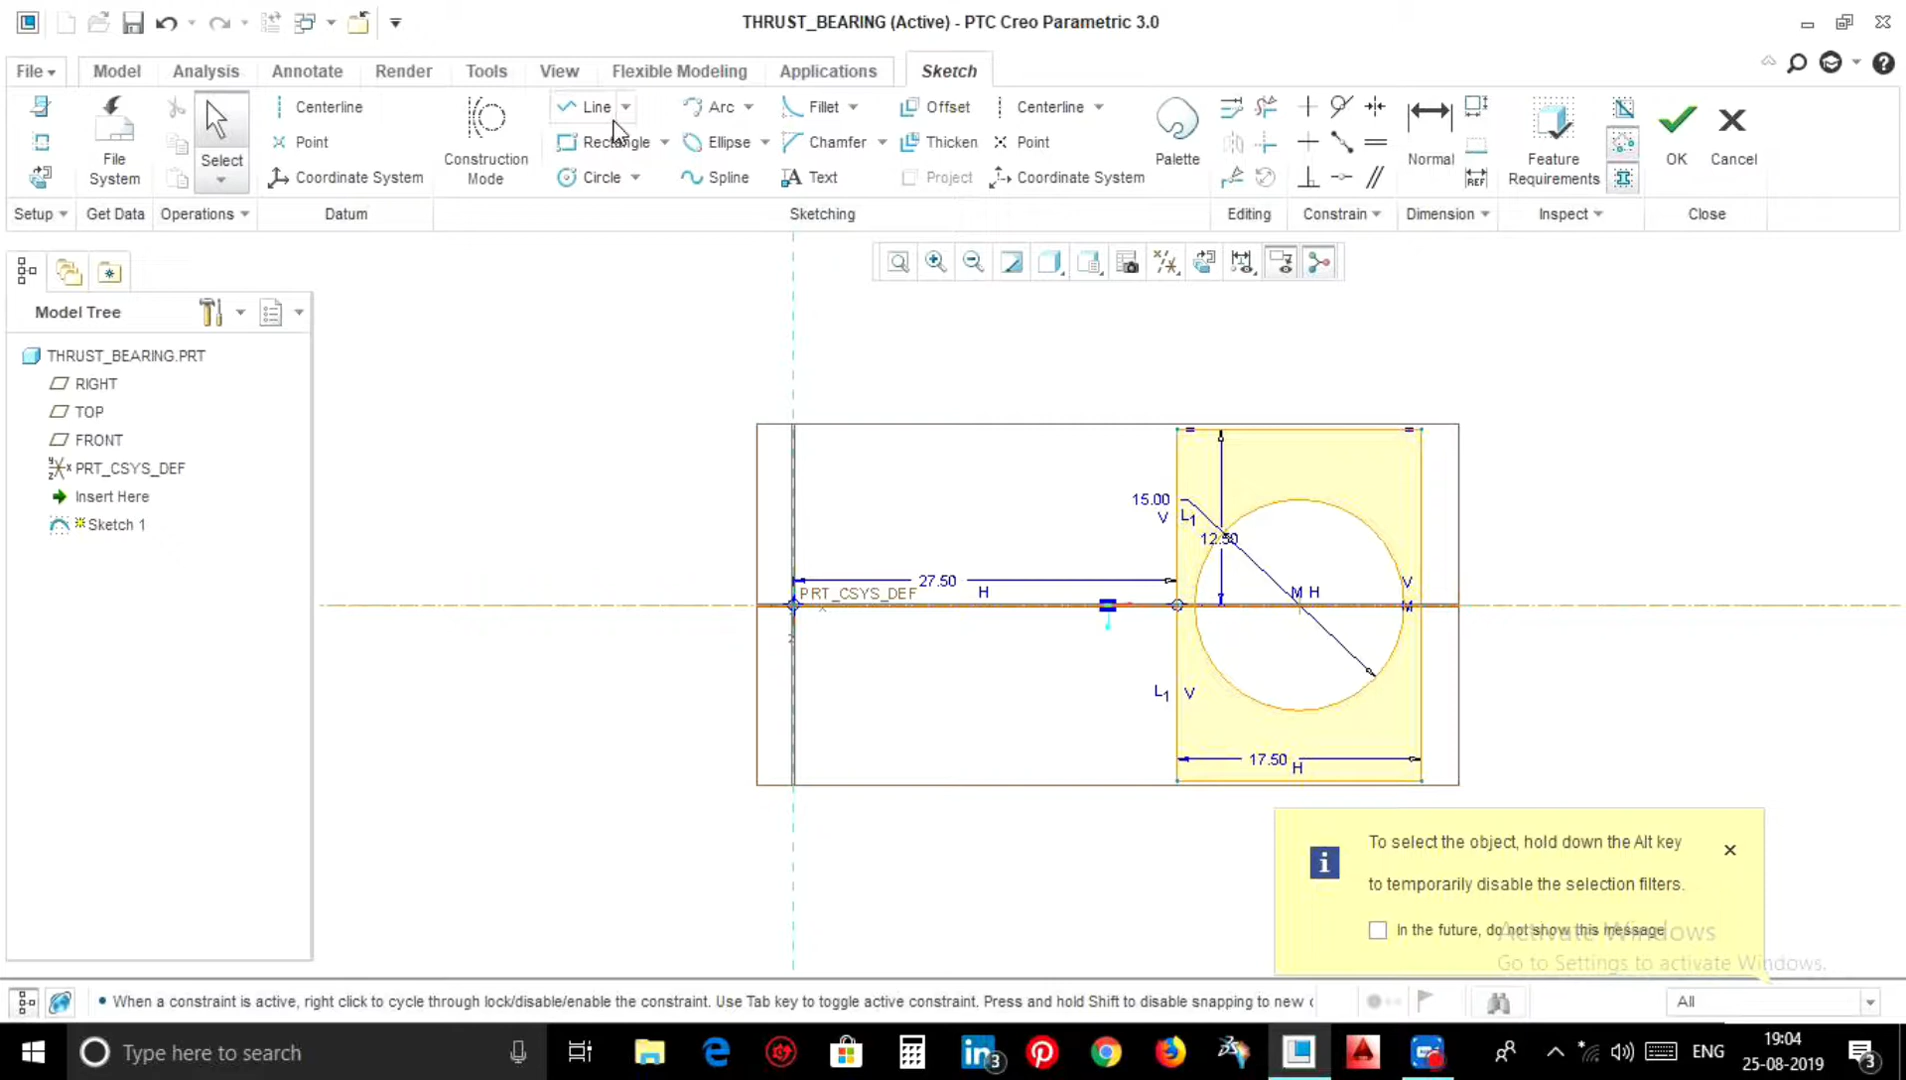 THRUST_BEARING (Active) - PTC Creo Parametric 3.0
File
Model
Analysis
Annotate
Render
Tools
View
Flexible Modeling
Applications
Sketch
Centerline
Line
Arc
Fillet
Offset
Centerline
Point
Rectangle
Ellipse
Chamfer
Thicken
Point
File
System
Select
Coordinate System
Construction
Mode
Circle
Spline
Text
Project
Coordinate System
Palette
Normal
REF
Feature
Requirements
OK
Cancel
Setup
Get Data
Operations
Datum
Sketching
Editing
Constrain
Dimension
Inspect
Close
Model Tree
THRUST_BEARING.PRT
RIGHT
TOP
FRONT
PRT_CSYS_DEF
Insert Here
Sketch 1
15.00
V L1
12.50
27.50
H
PRT_CSYS_DEF
M H
V
M
L1 V
17.50
H
To select the object, hold down the Alt key
to temporarily disable the selection filters.
In the future, do not show this message
Activate Windows
Go to Settings to activate Windows.
When a constraint is active, right click to cycle through lock/disable/enable the constraint. Use Tab key to toggle active constraint. Press and hold Shift to disable snapping to new c
All
Type here to search
3
ENG
19:04
25-08-2019
3